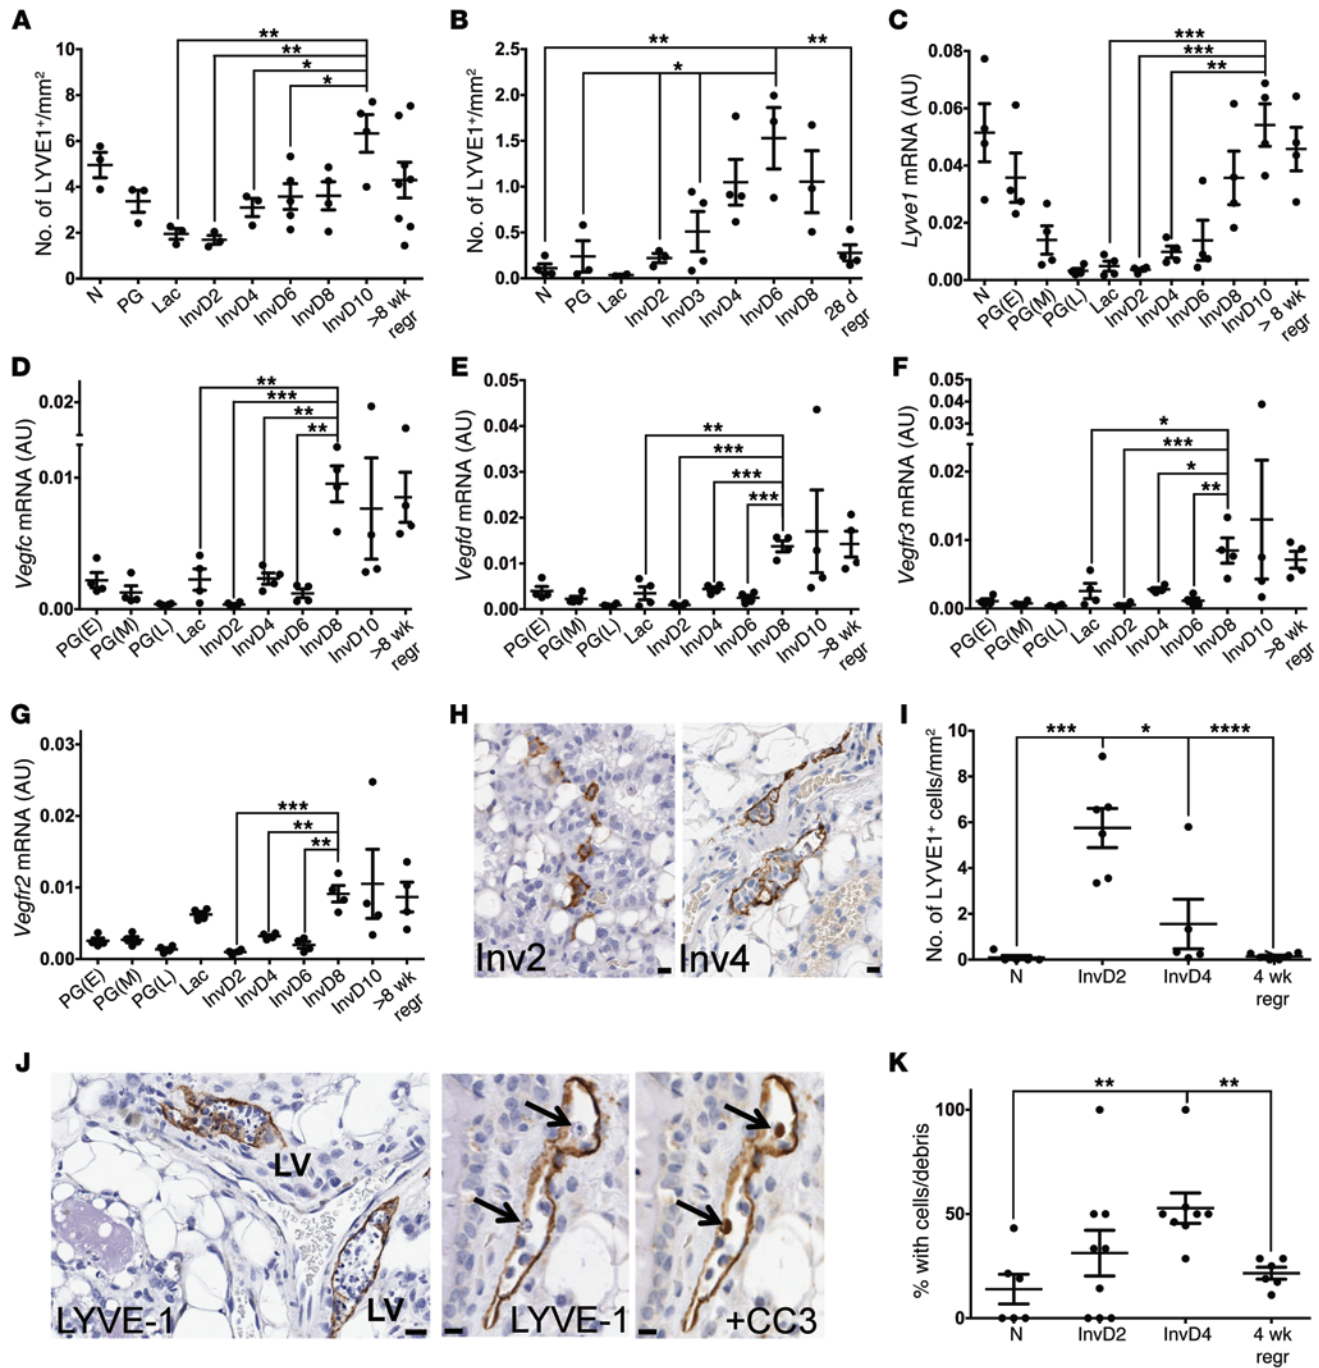 A
No. of LYVE1⁺/mm²
10
8
6
4
2
0
**
**
*
*
N
PG
Lac
InvD2
InvD4
InvD6
InvD8
InvD10
>8 wk
regr
B
No. of LYVE1⁺/mm²
2.5
2.0
1.5
1.0
0.5
0.0
**
**
*
N
PG
Lac
InvD2
InvD3
InvD4
InvD6
InvD8
28 d
regr
C
Lyve1 mRNA (AU)
0.08
0.06
0.04
0.02
0.00
***
***
**
N
PG(E)
PG(M)
PG(L)
Lac
InvD2
InvD4
InvD6
InvD8
InvD10
> 8 wk
regr
D
Vegfc mRNA (AU)
0.02
0.01
0.00
**
***
**
**
PG(E)
PG(M)
PG(L)
Lac
InvD2
InvD4
InvD6
InvD8
InvD10
>8 wk
regr
E
Vegfd mRNA (AU)
0.05
0.04
0.03
0.02
0.01
0.00
**
***
***
***
PG(E)
PG(M)
PG(L)
Lac
InvD2
InvD4
InvD6
InvD8
InvD10
>8 wk
regr
F
Vegfr3 mRNA (AU)
0.05
0.04
0.03
0.02
0.01
0.00
*
***
*
**
PG(E)
PG(M)
PG(L)
Lac
InvD2
InvD4
InvD6
InvD8
InvD10
>8 wk
regr
G
Vegfr2 mRNA (AU)
0.03
0.02
0.01
0.00
***
**
**
PG(E)
PG(M)
PG(L)
Lac
InvD2
InvD4
InvD6
InvD8
InvD10
>8 wk
regr
H
Inv2
Inv4
I
No. of LYVE1⁺ cells/mm²
10
8
6
4
2
0
***
*
****
N
InvD2
InvD4
4 wk
regr
J
LV
LV
LYVE-1
LYVE-1
+CC3
K
% with cells/debris
100
50
0
**
**
N
InvD2
InvD4
4 wk
regr